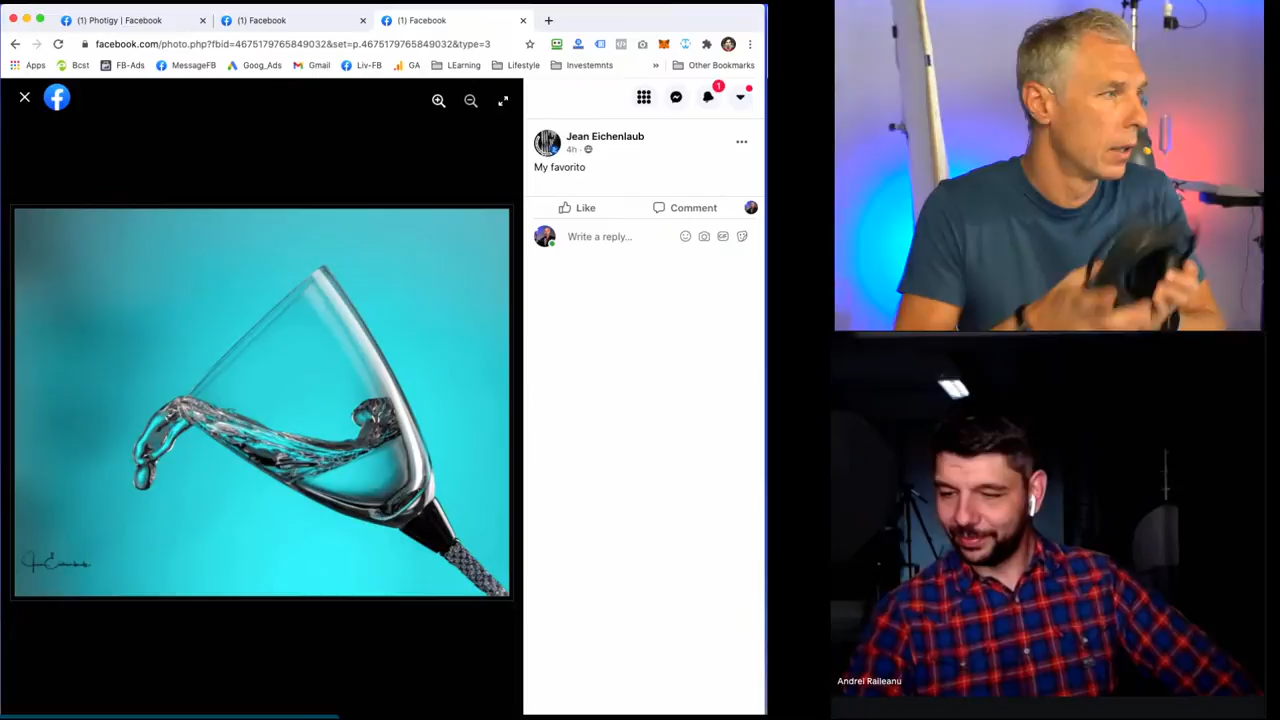 (1) Photigy | Facebook
(1) Facebook
(1) Facebook
facebook.com/photo.php?fbid=4675179765849032&set=p.4675179765849032&type=3
Apps
Bcst
FB-Ads
MessageFB
Goog_Ads
Gmail
Liv-FB
GA
LEarning
Lifestyle
Investemnts
»
Other Bookmarks
1
Jean Eichenlaub
4h ·
My favorito
Like
Comment
Write a reply...
GIF
Andrei Raileanu